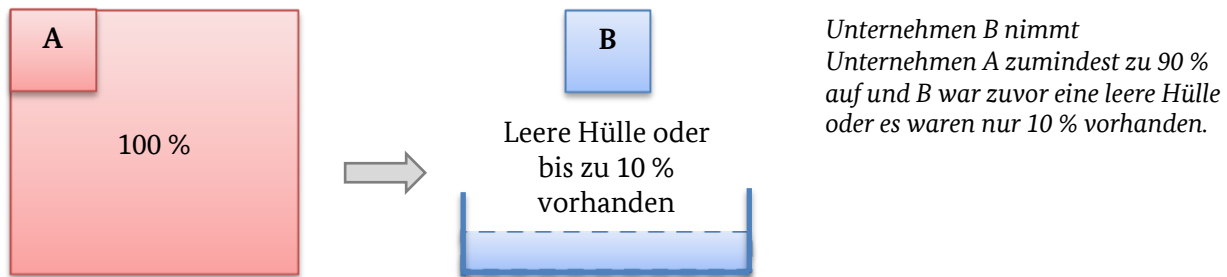 A
100 %
B
Leere Hülle oder
bis zu 10 %
vorhanden
Unternehmen B nimmt
Unternehmen A zumindest zu 90 %
auf und B war zuvor eine leere Hülle
oder es waren nur 10 % vorhanden.